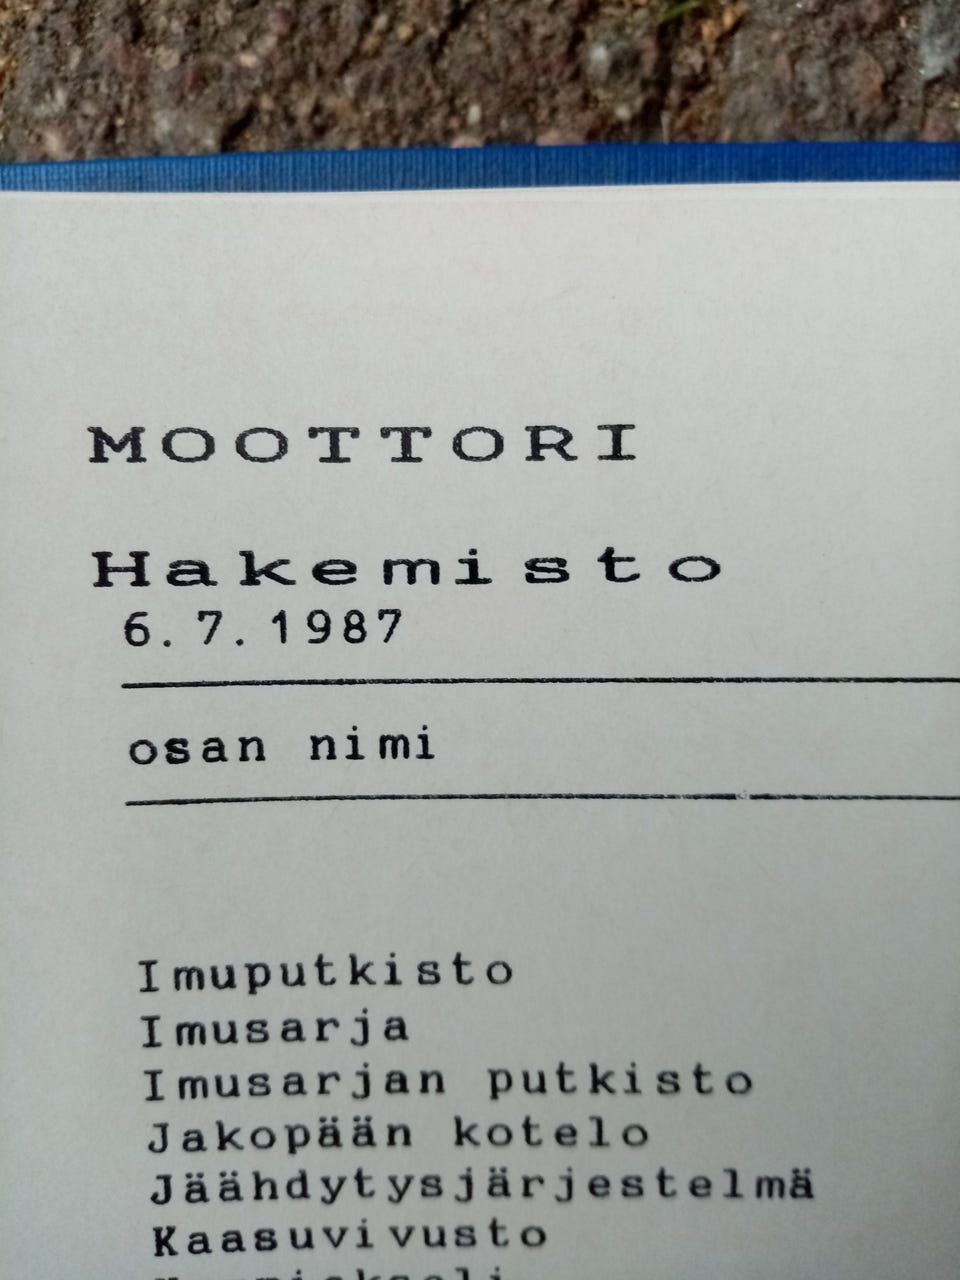 MOOTTORI
Hakemisto
6.7.1987
osan nimi
Imuputkisto
Imusarja
Imusarjan putkisto
Jakopään kotelo
Jäähdytysjärjestelmä
Kaasuvivusto